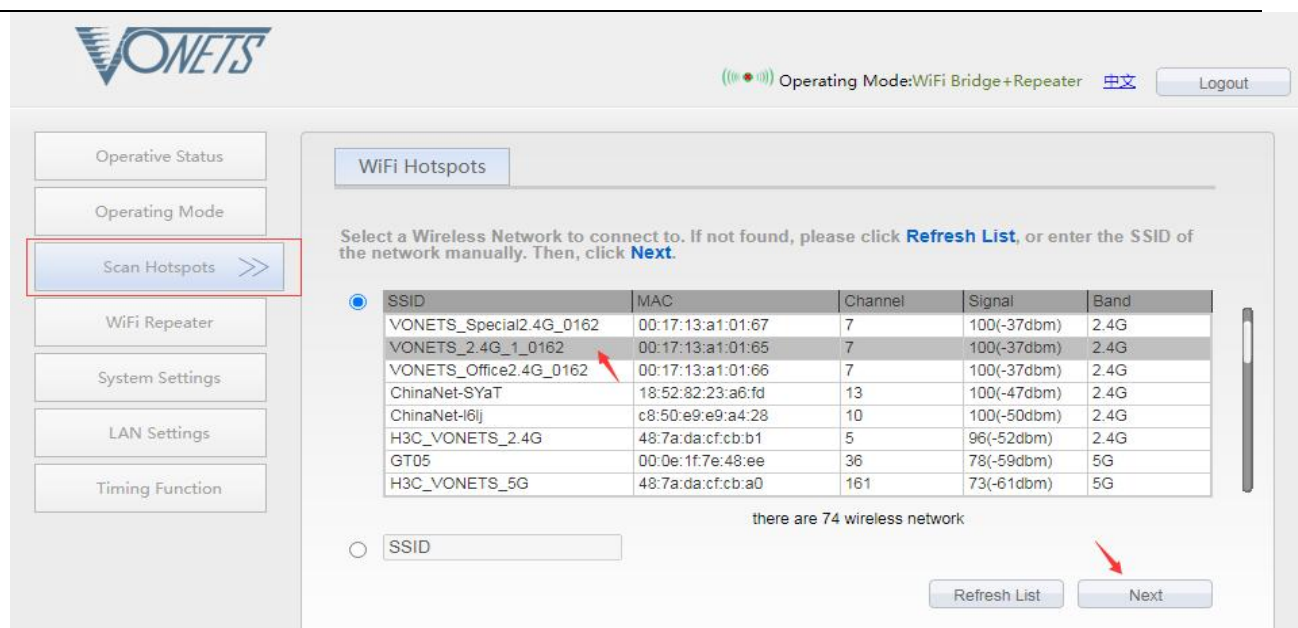 VONETS
Operating Mode:WiFi Bridge+Repeater 中文 Logout
Operative Status
Operating Mode
Scan Hotspots >>
WiFi Repeater
System Settings
LAN Settings
Timing Function
WiFi Hotspots
Select a Wireless Network to connect to. If not found, please click Refresh List, or enter the SSID of
the network manually. Then, click Next.
SSID MAC Channel Signal Band
VONETS_Special2.4G_0162 00:17:13:a1:01:67 7 100(-37dbm) 2.4G
VONETS_2.4G_1_0162 00:17:13:a1:01:65 7 100(-37dbm) 2.4G
VONETS_Office2.4G_0162 00:17:13:a1:01:66 7 100(-37dbm) 2.4G
ChinaNet-SYaT 18:52:82:23:a6:fd 13 100(-47dbm) 2.4G
ChinaNet-l6lj c8:50:e9:e9:a4:28 10 100(-50dbm) 2.4G
H3C_VONETS_2.4G 48:7a:da:cf:cb:b1 5 96(-52dbm) 2.4G
GT05 00:0e:1f:7e:48:ee 36 78(-59dbm) 5G
H3C_VONETS_5G 48:7a:da:cf:cb:a0 161 73(-61dbm) 5G
there are 74 wireless network
SSID
Refresh List Next